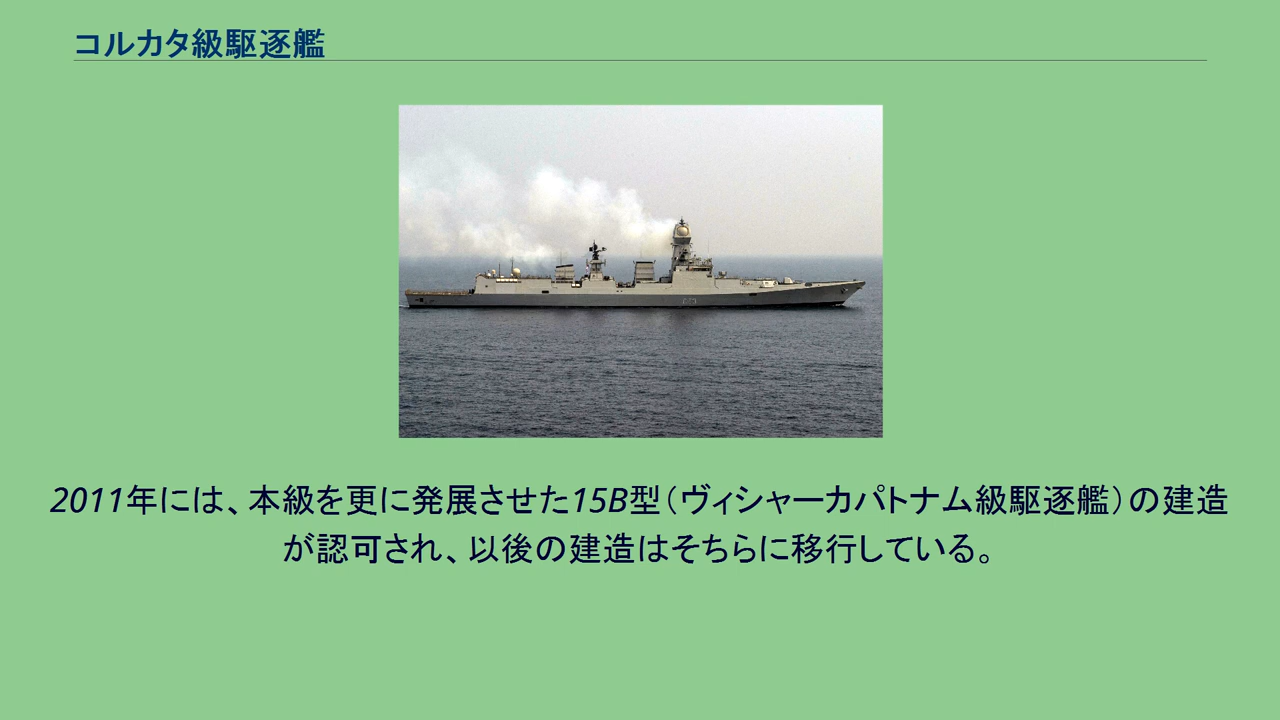 コルカタ級駆逐艦
2011年には、本級を更に発展させた15B型（ヴィシャーカパトナム級駆逐艦）の建造
が認可され、以後の建造はそちらに移行している。